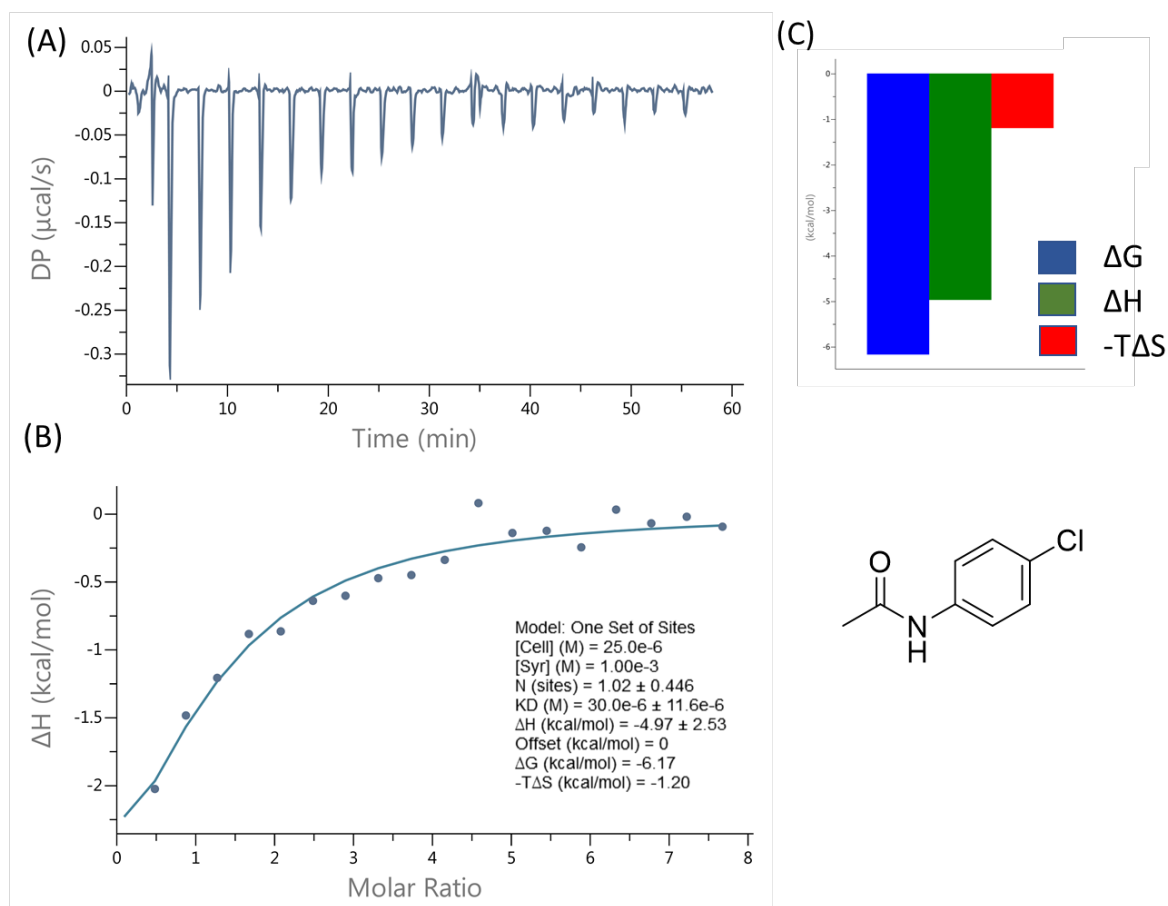 (A)
0.05
0
-0.05
-0.1
-0.15
-0.2
-0.25
-0.3
DP (µcal/s)
0
10
20
30
40
50
60
Time (min)
(B)
0
-0.5
-1
-1.5
-2
ΔH (kcal/mol)
Model: One Set of Sites
[Cell] (M) = 25.0e-6
[Syr] (M) = 1.00e-3
N (sites) = 1.02 ± 0.446
KD (M) = 30.0e-6 ± 11.6e-6
ΔH (kcal/mol) = -4.97 ± 2.53
Offset (kcal/mol) = 0
ΔG (kcal/mol) = -6.17
-TΔS (kcal/mol) = -1.20
0
1
2
3
4
5
6
7
8
Molar Ratio
(C)
0
-1
-2
-3
-4
-5
-6
(kcal/mol)
ΔG
ΔH
-TΔS
Cl
O
N
H